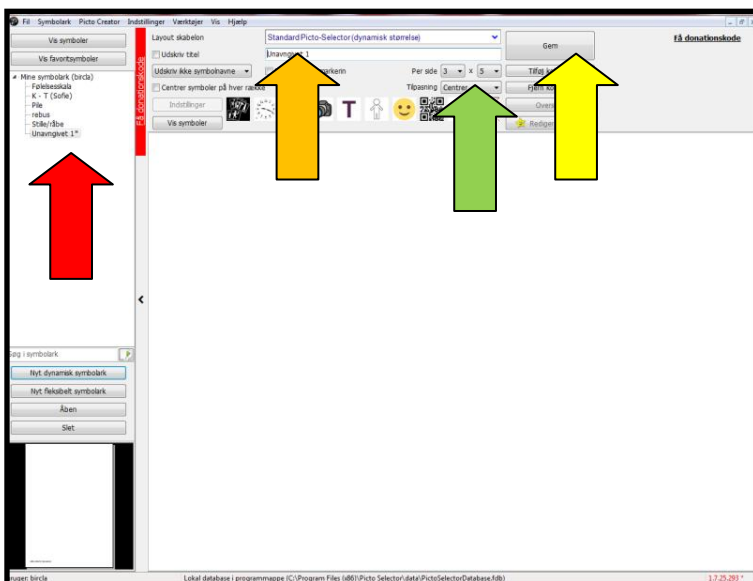 Fil Symbolark Picto Creator Indstillinger Værktøjer Vis Hjælp
Vis symboler
Vis favoritsymboler
Mine symbolark (bircla)
Følelsesskala
K - T (Sofie)
Pile
rebus
Stille/råbe
Unavngivet 1*
Søg i symbolark
Nyt dynamisk symbolark
Nyt fleksibelt symbolark
Åben
Slet
Få donationskode
Layout skabelon Standard Picto-Selector (dynamisk størrelse)
Udskriv titel Unavngivet 1
Udskriv ikke symbolnavne Per side 3 x 5
Centrer symboler på hver række Tilpasning Centrer
Indstillinger T
Vis symboler
Gem
Tilføj
Fjern
Rediger
Få donationskode
bruger: bircla Lokal database i programmappe (C:\Program Files (x86)\Picto Selector\data\PictoSelectorDatabase.fdb) 1.7.25.293 *